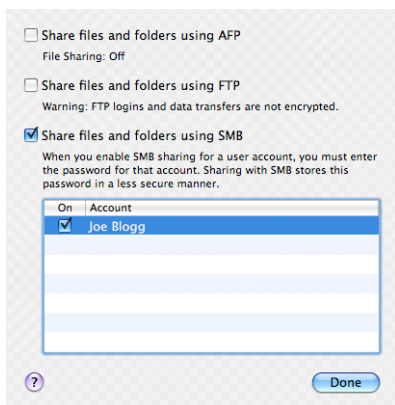 Share files and folders using AFP
File Sharing: Off
Share files and folders using FTP
Warning: FTP logins and data transfers are not encrypted.
Share files and folders using SMB
When you enable SMB sharing for a user account, you must enter
the password for that account. Sharing with SMB stores this
password in a less secure manner.
On Account
Joe Blogg
? Done